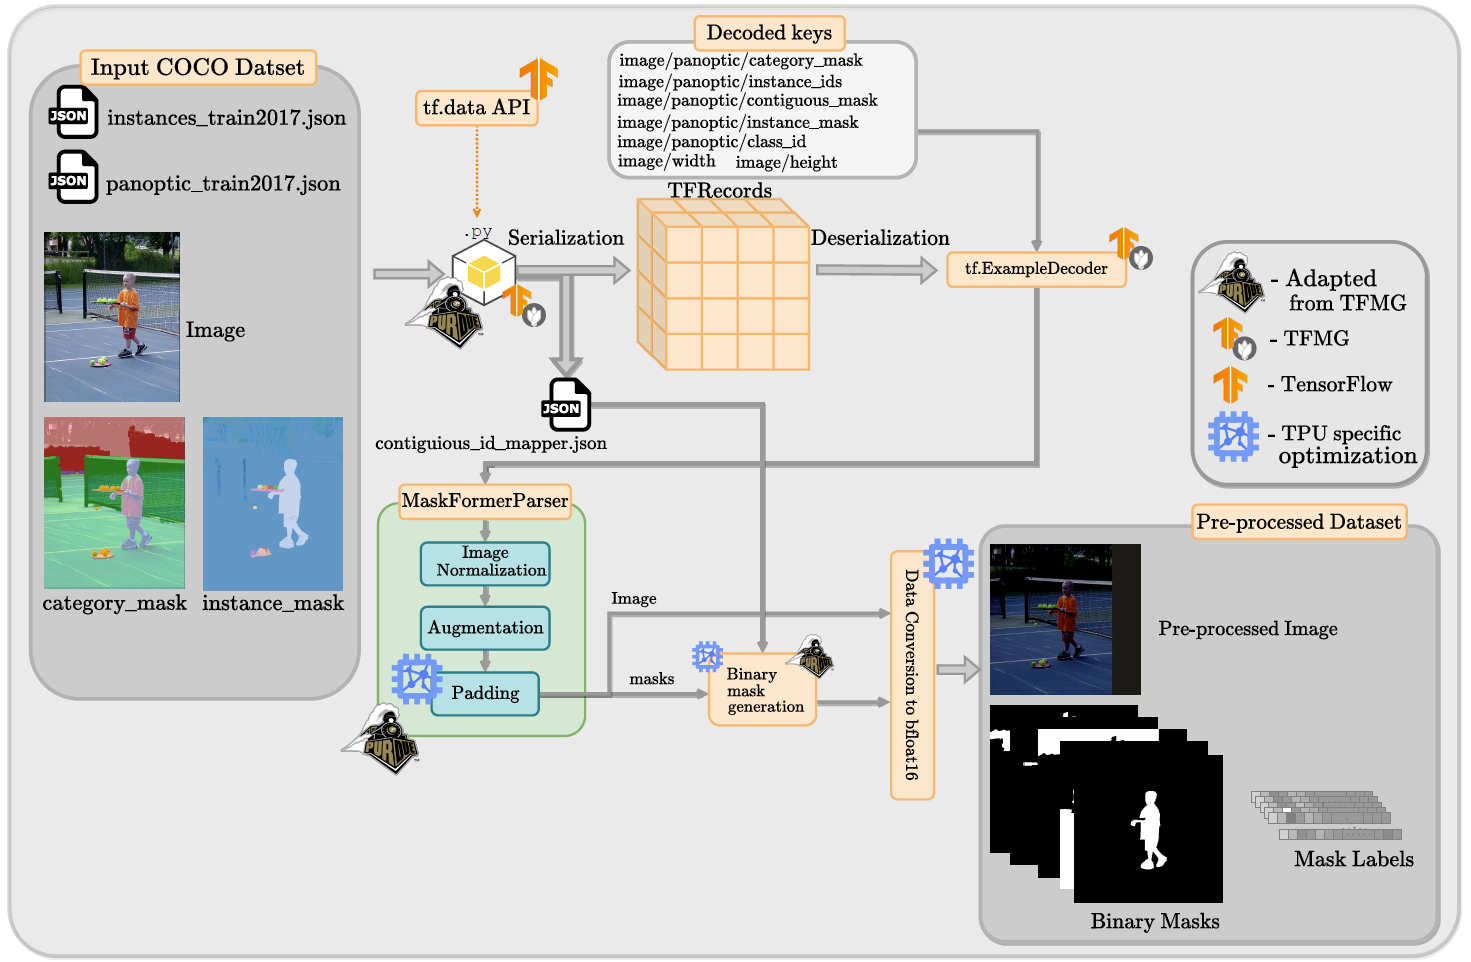 Input COCO Datset
JSON
instances_train2017.json
JSON
panoptic_train2017.json
Image
category_mask
instance_mask
tf.data API
.py
PURDUE
Serialization
Decoded keys
image/panoptic/category_mask
image/panoptic/instance_ids
image/panoptic/contiguous_mask
image/panoptic/instance_mask
image/panoptic/class_id
image/width image/height
TFRecords
Deserialization
tf.ExampleDecoder
JSON
contiguious_id_mapper.json
PURDUE
- Adapted
from TFMG
- TFMG
- TensorFlow
- TPU specific
optimization
MaskFormerParser
Image
Normalization
Augmentation
Padding
PURDUE
Image
masks
Binary
mask
generation
PURDUE
Data Conversion to bfloat16
Pre-processed Dataset
Pre-processed Image
Binary Masks
Mask Labels